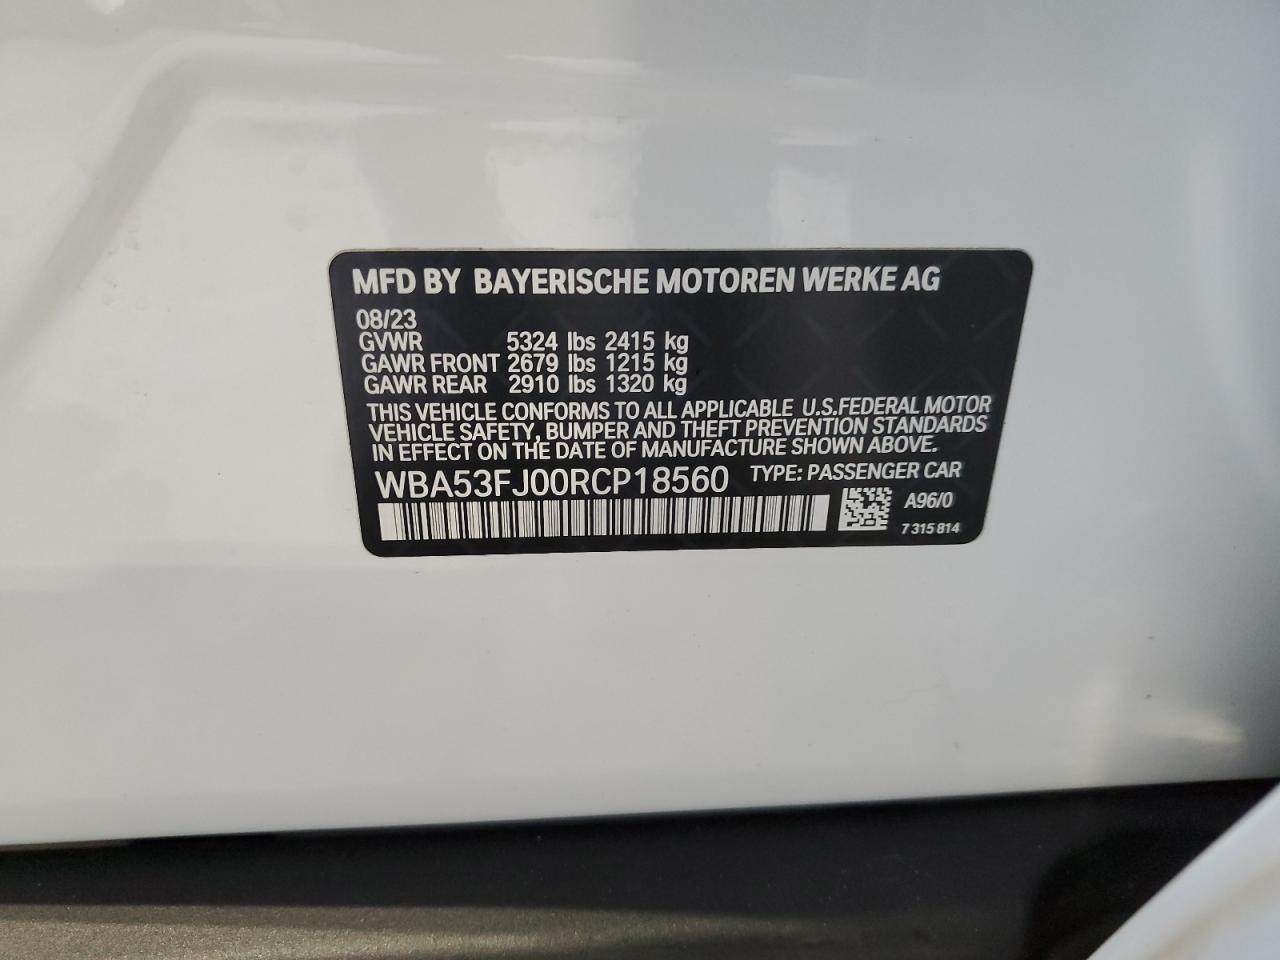 MFD BY BAYERISCHE MOTOREN WERKE AG
08/23
GVWR 5324 lbs 2415 kg
GAWR FRONT 2679 lbs 1215 kg
GAWR REAR 2910 lbs 1320 kg
THIS VEHICLE CONFORMS TO ALL APPLICABLE U.S.FEDERAL MOTOR
VEHICLE SAFETY, BUMPER AND THEFT PREVENTION STANDARDS
IN EFFECT ON THE DATE OF MANUFACTURE SHOWN ABOVE.
WBA53FJ00RCP18560 TYPE: PASSENGER CAR
A96/0
7 315 814